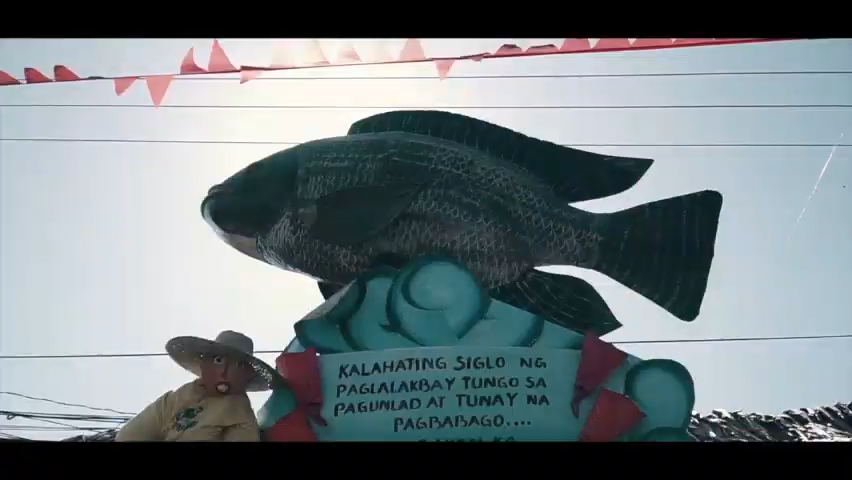 KALAHATING SIGLO NG
PAGLALAKBAY TUNGO SA
PAGUNLAD AT TUNAY NA
PAGBABAGO....